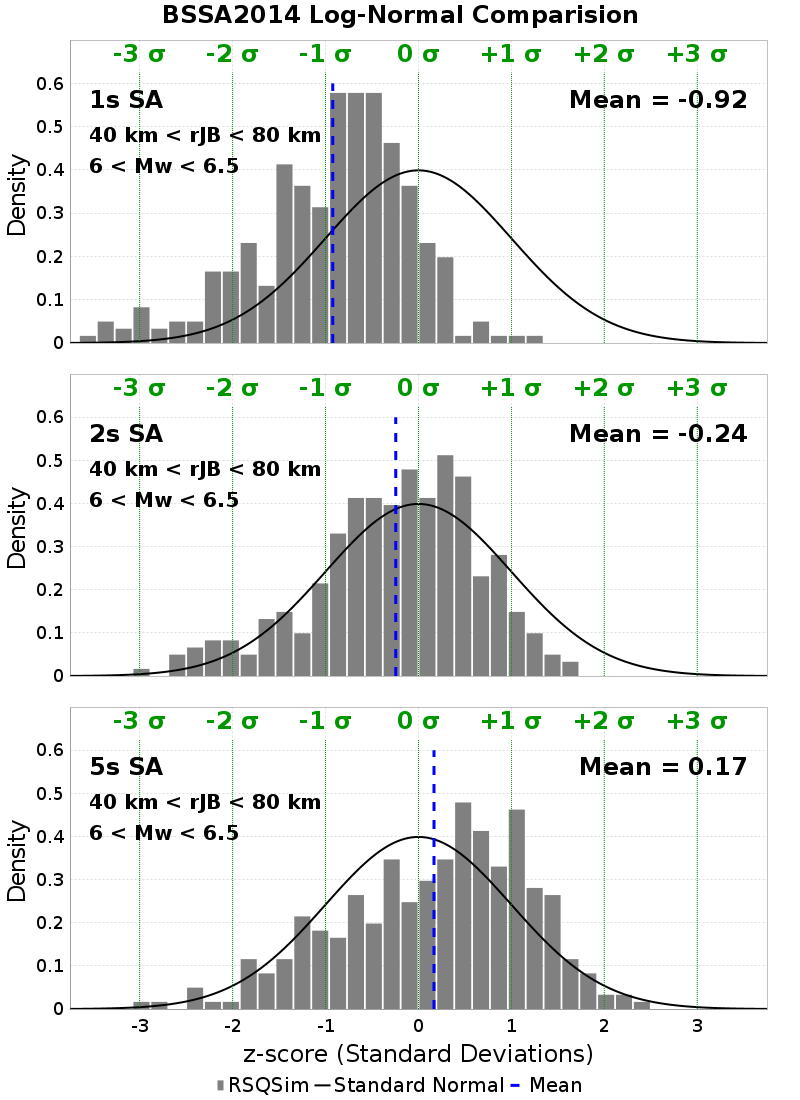 BSSA2014 Log-Normal Comparision
-3 σ -2 σ -1 σ 0 σ +1 σ +2 σ +3 σ
1s SA Mean = -0.92
40 km < rJB < 80 km
6 < Mw < 6.5
0.6
0.5
0.4
0.3
0.2
0.1
0
Density
-3 σ -2 σ -1 σ 0 σ +1 σ +2 σ +3 σ
2s SA Mean = -0.24
40 km < rJB < 80 km
6 < Mw < 6.5
0.6
0.5
0.4
0.3
0.2
0.1
0
Density
-3 σ -2 σ -1 σ 0 σ +1 σ +2 σ +3 σ
5s SA Mean = 0.17
40 km < rJB < 80 km
6 < Mw < 6.5
0.6
0.5
0.4
0.3
0.2
0.1
0
Density
-3 -2 -1 0 1 2 3
z-score (Standard Deviations)
RSQSim Standard Normal Mean